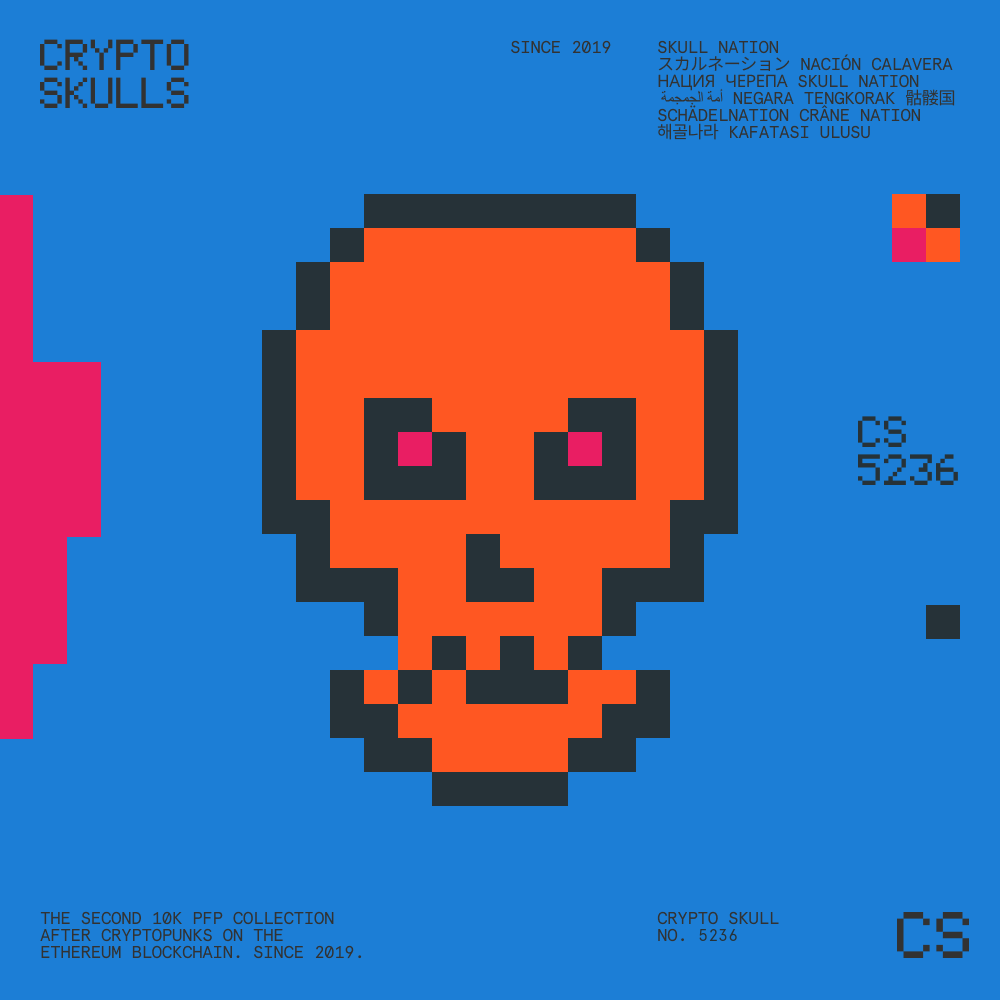 CRYPTO
SKULLS
SINCE 2019
SKULL NATION
スカルネーション NACIÓN CALAVERA
НАЦИЯ ЧЕРЕПА SKULL NATION
أمة الجمجمة NEGARA TENGKORAK 骷髅国
SCHÄDELNATION CRÂNE NATION
해골나라 KAFATASI ULUSU
CS
5236
THE SECOND 10K PFP COLLECTION
AFTER CRYPTOPUNKS ON THE
ETHEREUM BLOCKCHAIN. SINCE 2019.
CRYPTO SKULL
NO. 5236
CS